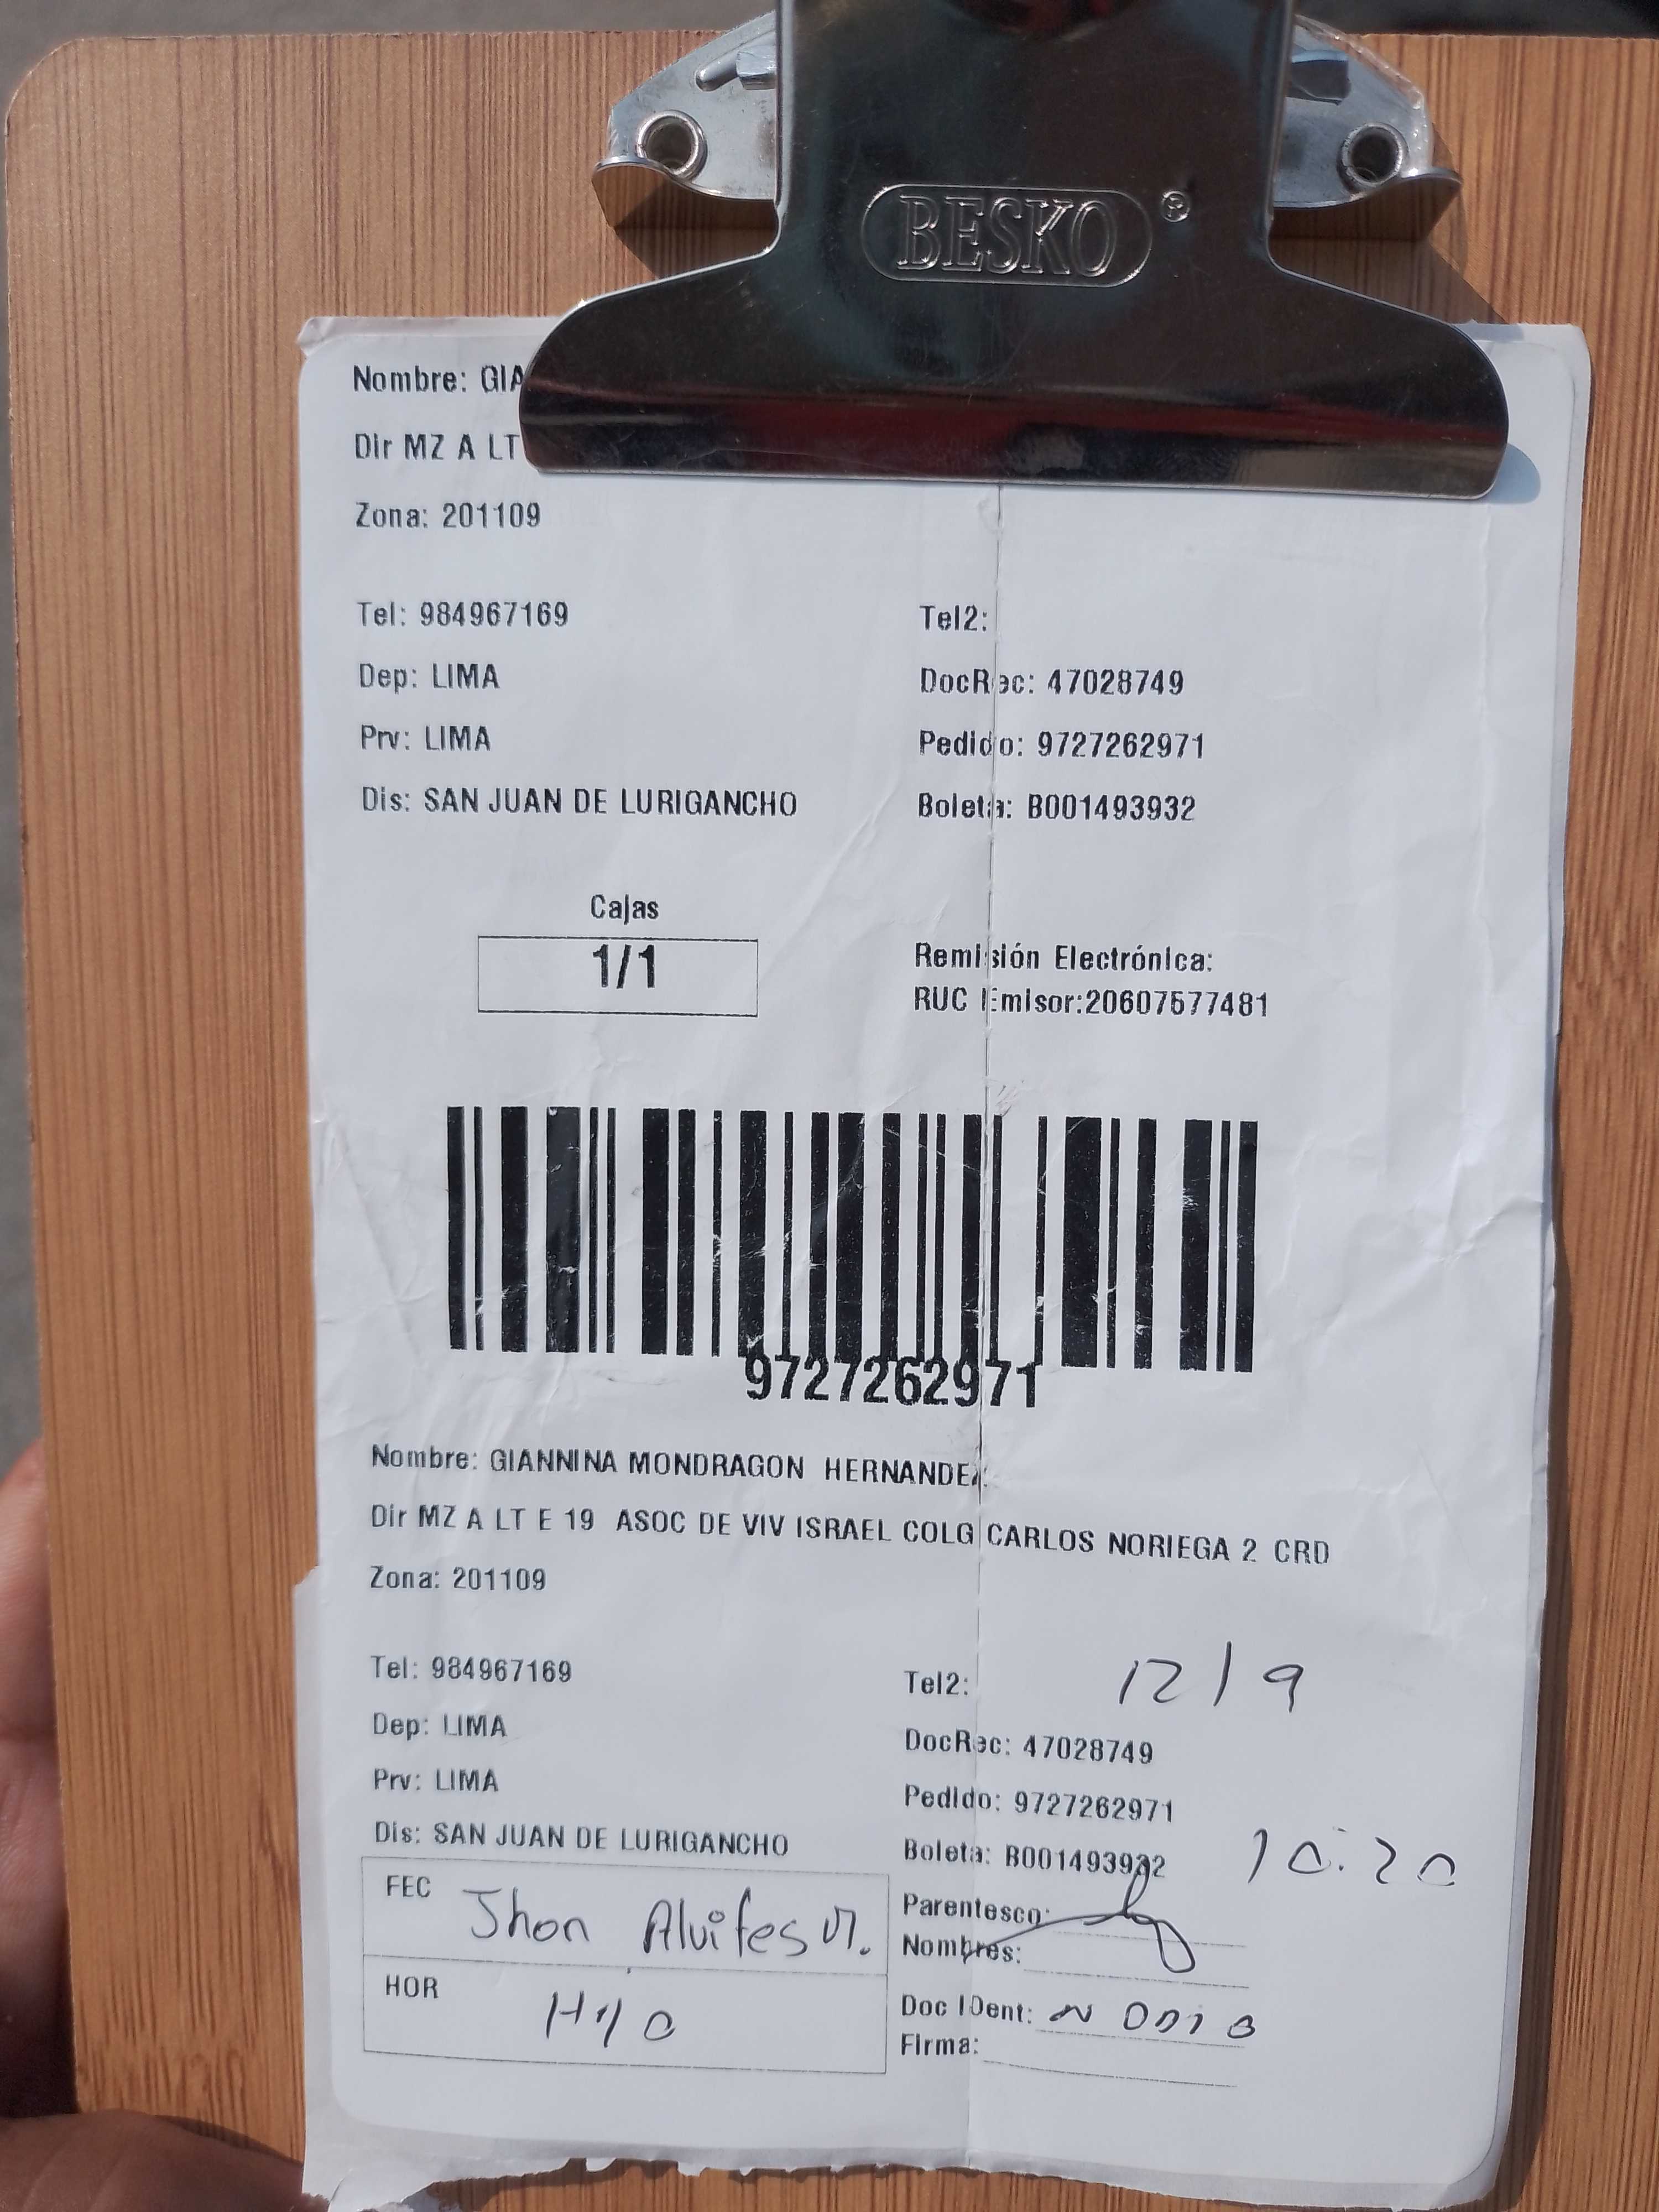 BESKO®
Nombre: GIA
Dir MZ A LT
Zona: 201109
Tel: 984967169
Tel2:
Dep: LIMA
DocRec: 47028749
Prv: LIMA
Pedido: 9727262971
Dis: SAN JUAN DE LURIGANCHO
Boleta: B001493932
Cajas
1/1
Remisión Electrónica:
RUC Emisor:20607577481
9727262971
Nombre: GIANNINA MONDRAGON HERNANDEZ
Dir MZ A LT E 19 ASOC DE VIV ISRAEL COLG CARLOS NORIEGA 2 CRD
Zona: 201109
Tel: 984967169
Tel2:
12/9
Dep: LIMA
DocRec: 47028749
Prv: LIMA
Pedido: 9727262971
Dis: SAN JUAN DE LURIGANCHO
Boleta: B001493932
10:20
FEC Jhon Alvites M.
Parentesco:
Nombres:
HOR HIJO
Doc IDent:
Firma: